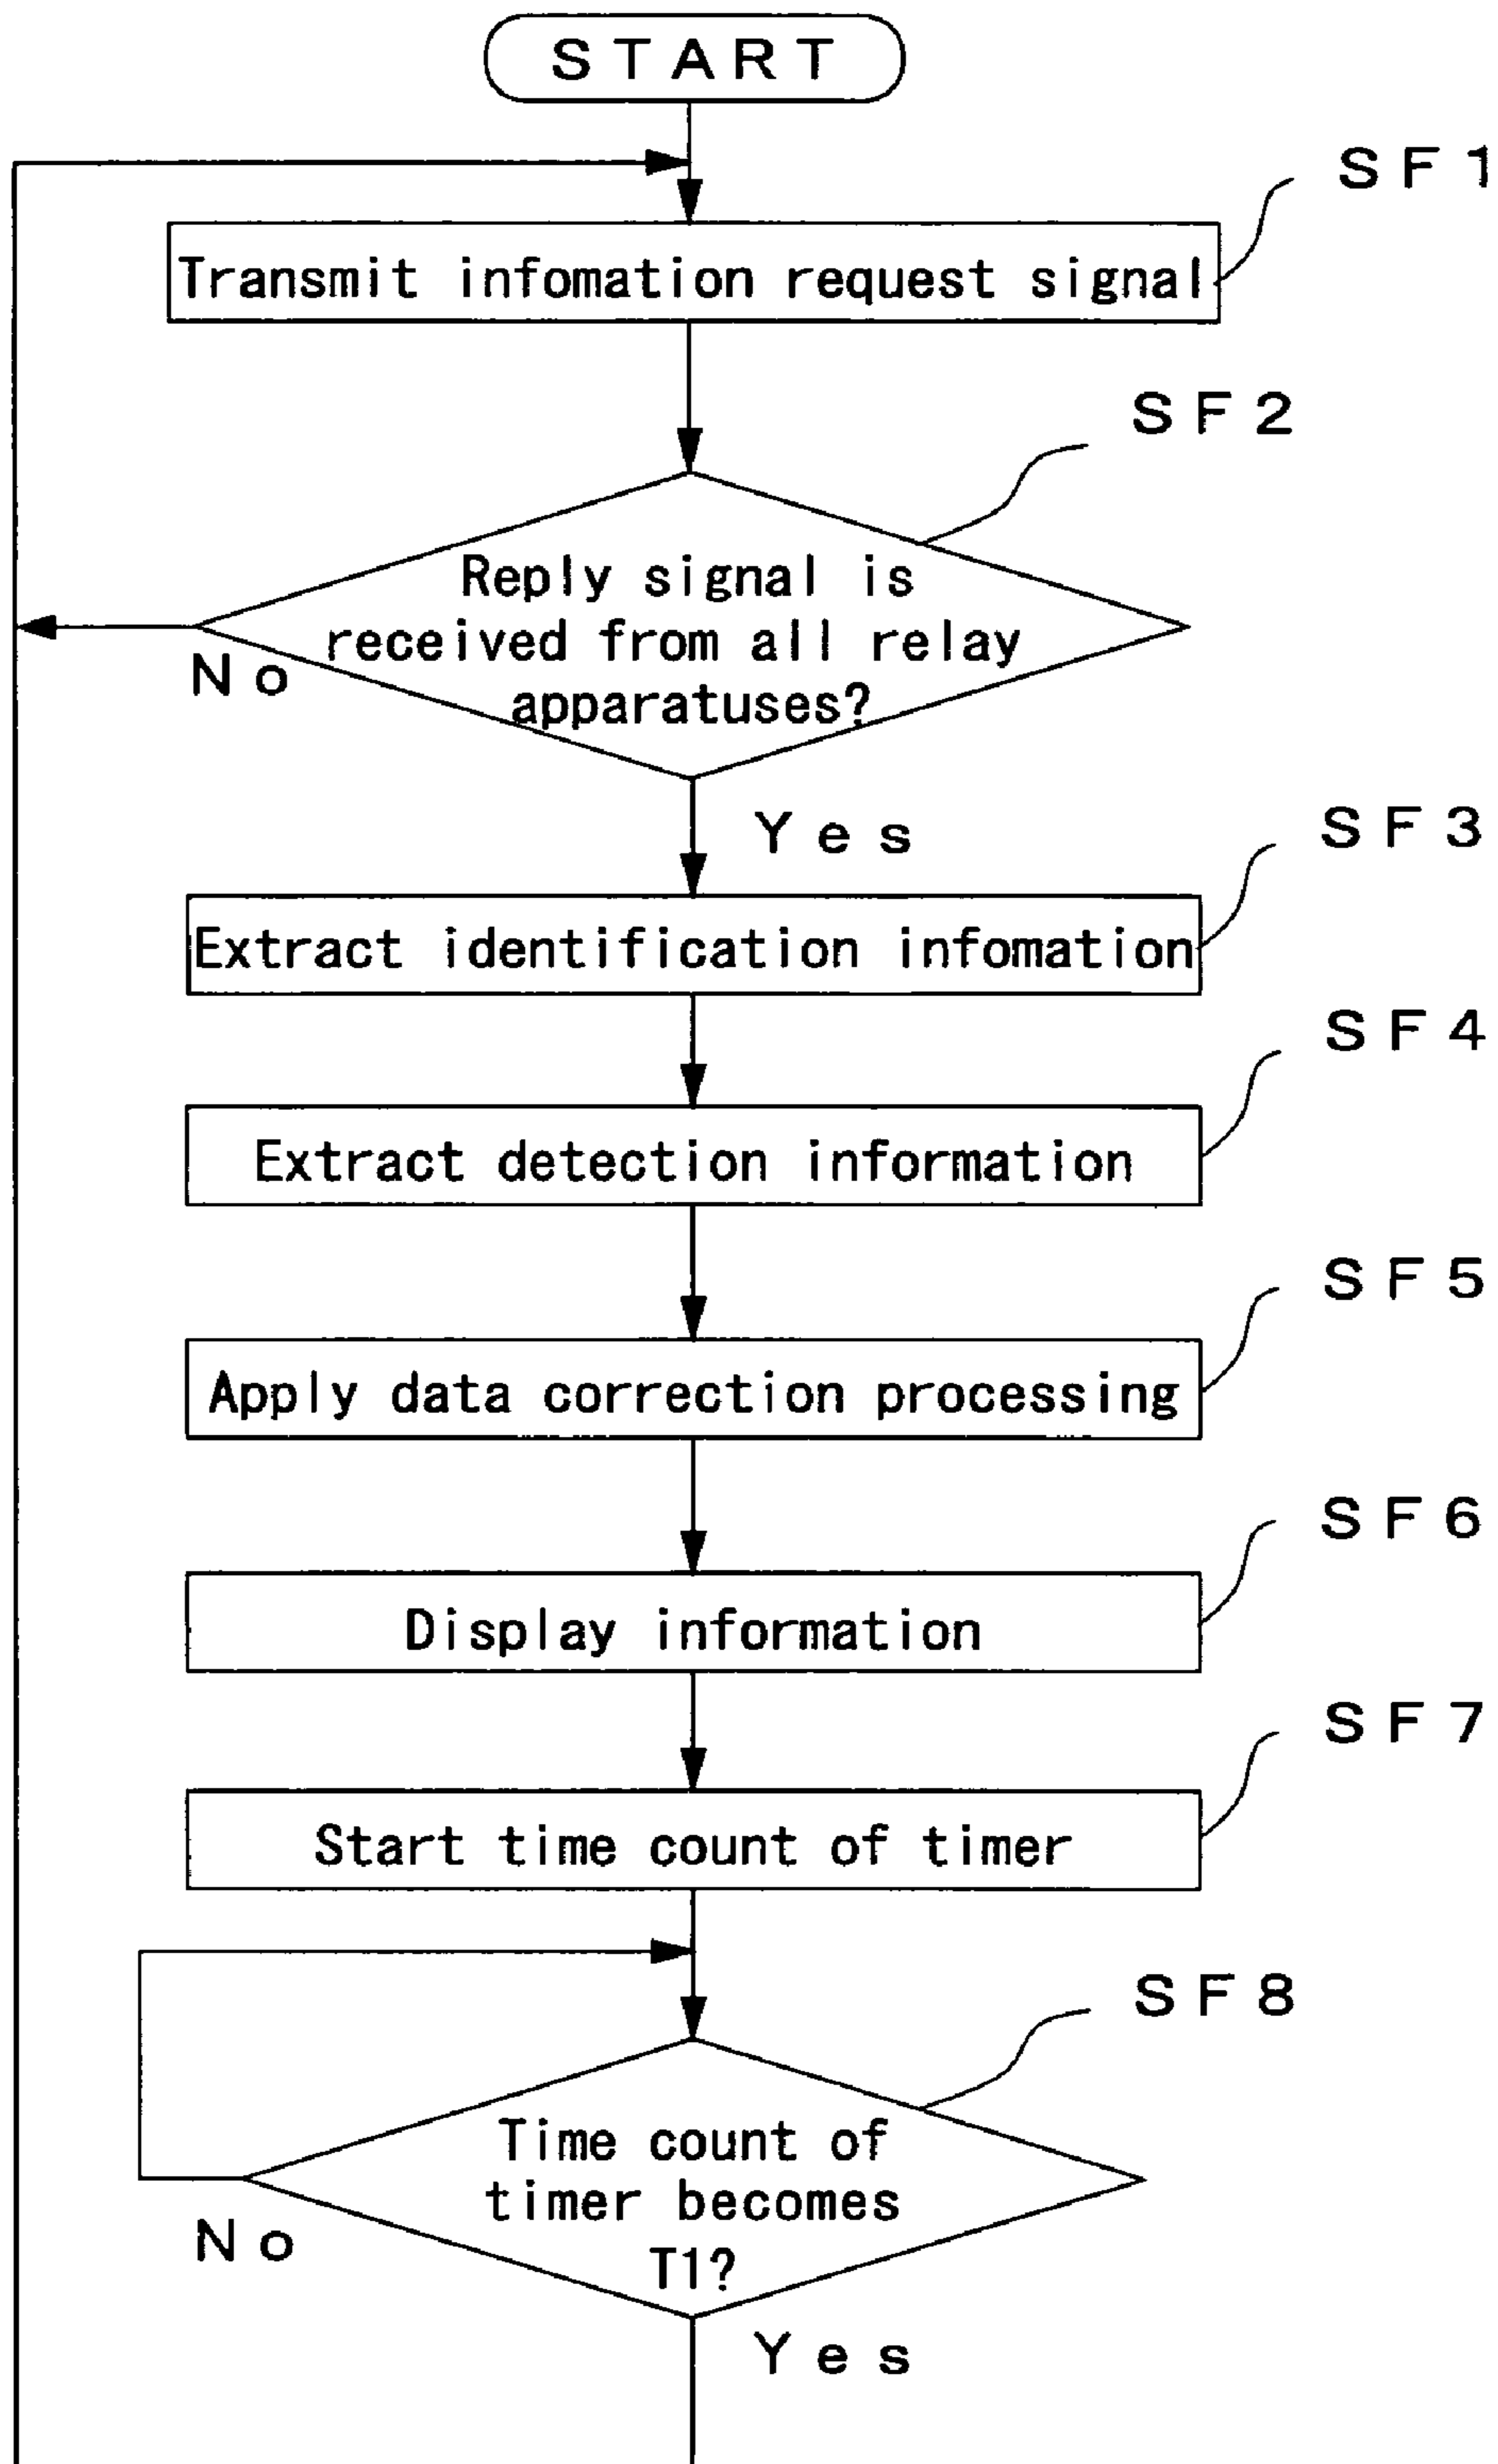 START
SF1
Transmit infomation request signal
SF2
Reply signal is
received from all relay
apparatuses?
No
Yes
SF3
Extract identification infomation
SF4
Extract detection information
SF5
Apply data correction processing
SF6
Display information
SF7
Start time count of timer
SF8
Time count of
timer becomes
T1?
No
Yes